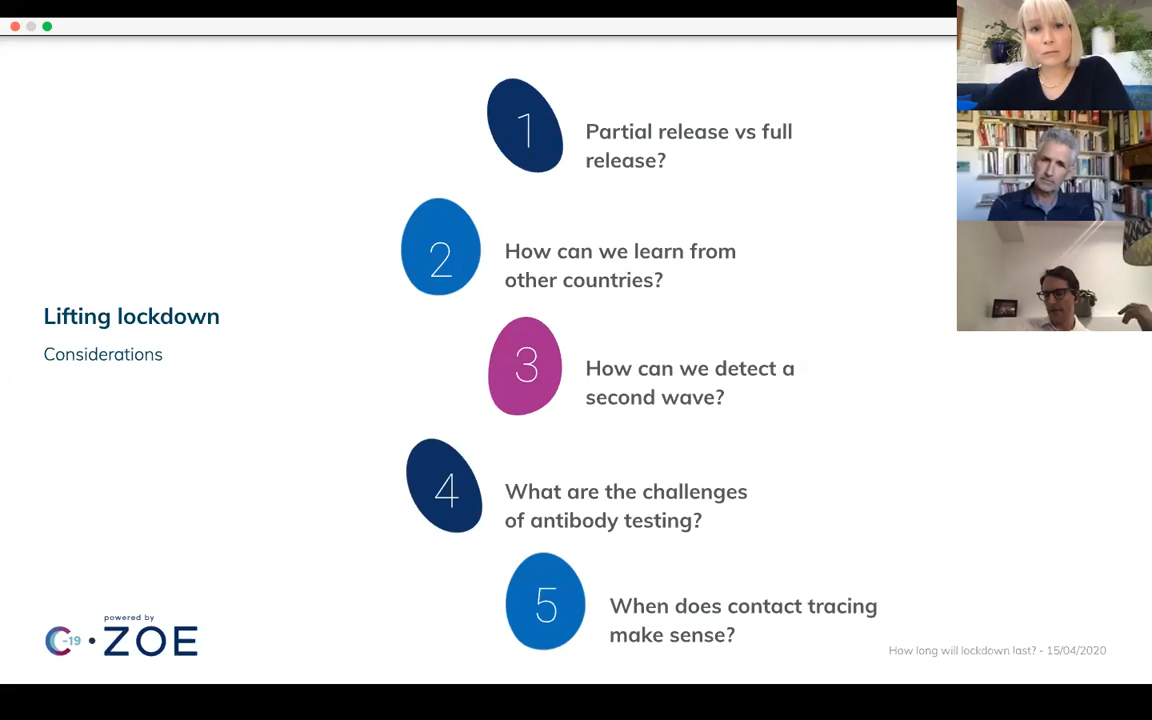 1
Partial release vs full
release?
2
How can we learn from
other countries?
Lifting lockdown
Considerations
3
How can we detect a
second wave?
4
What are the challenges
of antibody testing?
5
When does contact tracing
make sense?
powered by
C-19 • ZOE
How long will lockdown last? - 15/04/2020